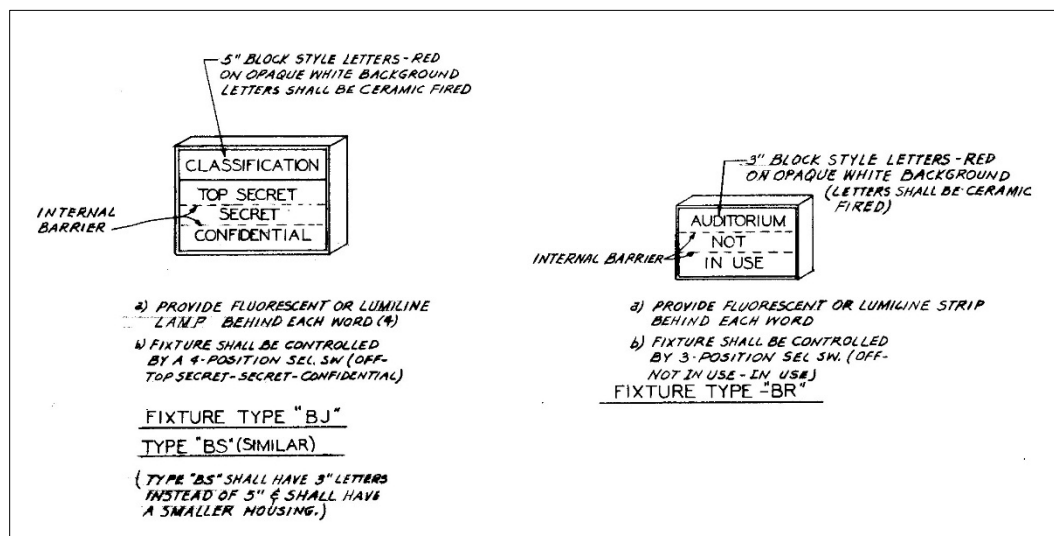 5" BLOCK STYLE LETTERS - RED
ON OPAQUE WHITE BACKGROUND
LETTERS SHALL BE CERAMIC FIRED
CLASSIFICATION
TOP SECRET
SECRET
CONFIDENTIAL
INTERNAL
BARRIER
a) PROVIDE FLUORESCENT OR LUMILINE
LAMP BEHIND EACH WORD (4)
b) FIXTURE SHALL BE CONTROLLED
BY A 4-POSITION SEL. SW (OFF-
TOP SECRET-SECRET-CONFIDENTIAL)
FIXTURE TYPE "BJ"
TYPE "BS" (SIMILAR)
(TYPE "BS" SHALL HAVE 3" LETTERS
INSTEAD OF 5" & SHALL HAVE
A SMALLER HOUSING.)
3" BLOCK STYLE LETTERS - RED
ON OPAQUE WHITE BACKGROUND
(LETTERS SHALL BE CERAMIC
FIRED)
AUDITORIUM
NOT
IN USE
INTERNAL BARRIER
a) PROVIDE FLUORESCENT OR LUMILINE STRIP
BEHIND EACH WORD
b) FIXTURE SHALL BE CONTROLLED
BY 3-POSITION SEL SW. (OFF-
NOT IN USE - IN USE)
FIXTURE TYPE - "BR"